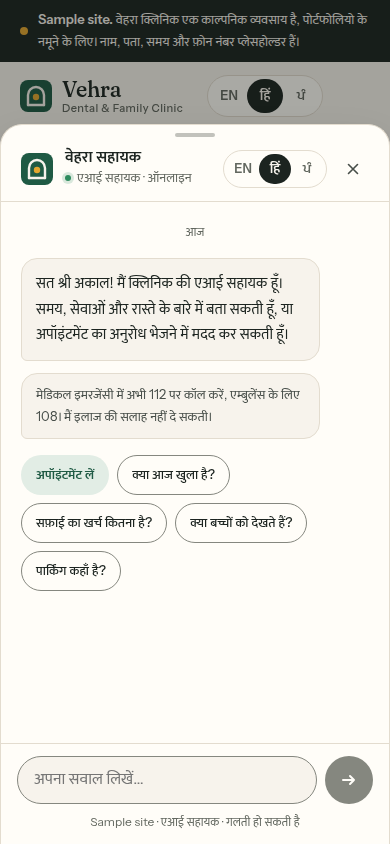 Sample site. वेहरा क्लिनिक एक काल्पनिक व्यवसाय है, पोर्टफोलियो के
नमूने के लिए। नाम, पता, समय और फ़ोन नंबर प्लेसहोल्डर हैं।
Vehra
Dental & Family Clinic
EN हिं ਪੰ
वेहरा सहायक
एआई सहायक · ऑनलाइन
EN हिं ਪੰ
आज
सत श्री अकाल! मैं क्लिनिक की एआई सहायक हूँ।
समय, सेवाओं और रास्ते के बारे में बता सकती हूँ, या
अपॉइंटमेंट का अनुरोध भेजने में मदद कर सकती हूँ।
मेडिकल इमरजेंसी में अभी 112 पर कॉल करें, एम्बुलेंस के लिए
108। मैं इलाज की सलाह नहीं दे सकती।
अपॉइंटमेंट लें
क्या आज खुला है?
सफ़ाई का खर्च कितना है?
क्या बच्चों को देखते हैं?
पार्किंग कहाँ है?
अपना सवाल लिखें…
Sample site · एआई सहायक · गलती हो सकती है